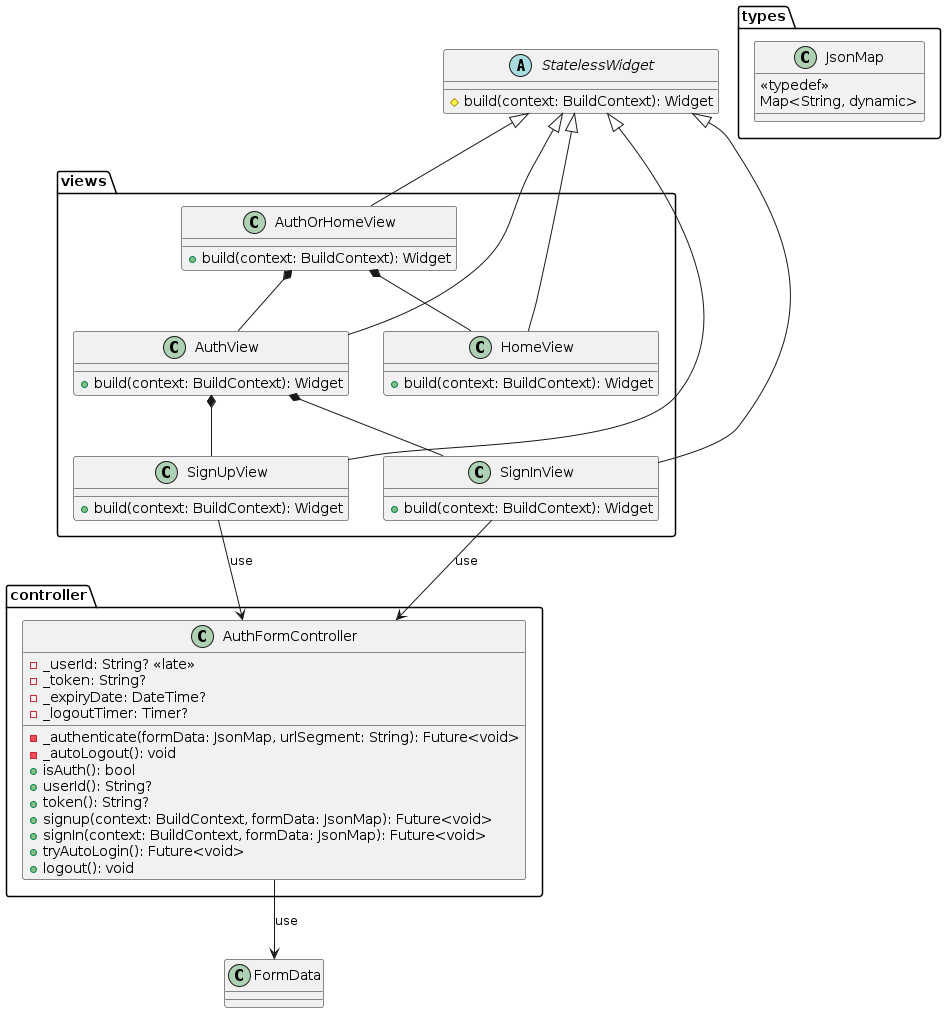 types
C JsonMap
«typedef»
Map<String, dynamic>
A StatelessWidget
build(context: BuildContext): Widget
views
C AuthOrHomeView
build(context: BuildContext): Widget
C AuthView
build(context: BuildContext): Widget
C HomeView
build(context: BuildContext): Widget
C SignUpView
build(context: BuildContext): Widget
C SignInView
build(context: BuildContext): Widget
use
use
controller
C AuthFormController
_userId: String? «late»
_token: String?
_expiryDate: DateTime?
_logoutTimer: Timer?
_authenticate(formData: JsonMap, urlSegment: String): Future<void>
_autoLogout(): void
isAuth(): bool
userId(): String?
token(): String?
signup(context: BuildContext, formData: JsonMap): Future<void>
signIn(context: BuildContext, formData: JsonMap): Future<void>
tryAutoLogin(): Future<void>
logout(): void
use
C FormData